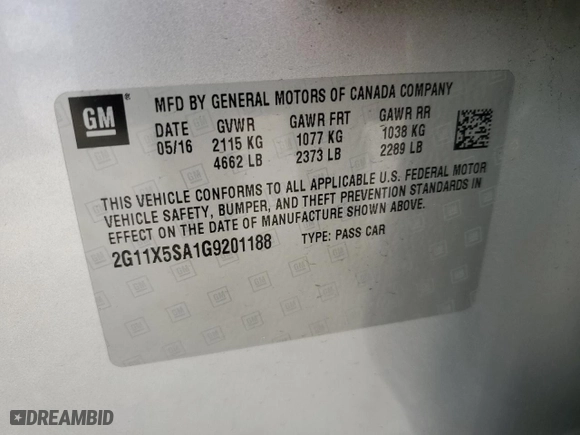 GM
MFD BY GENERAL MOTORS OF CANADA COMPANY
DATE GVWR GAWR FRT GAWR RR
05/16 2115 KG 1077 KG 1038 KG
4662 LB 2373 LB 2289 LB
THIS VEHICLE CONFORMS TO ALL APPLICABLE U.S. FEDERAL MOTOR
VEHICLE SAFETY, BUMPER, AND THEFT PREVENTION STANDARDS IN
EFFECT ON THE DATE OF MANUFACTURE SHOWN ABOVE.
2G11X5SA1G9201188 TYPE: PASS CAR
DREAMBID